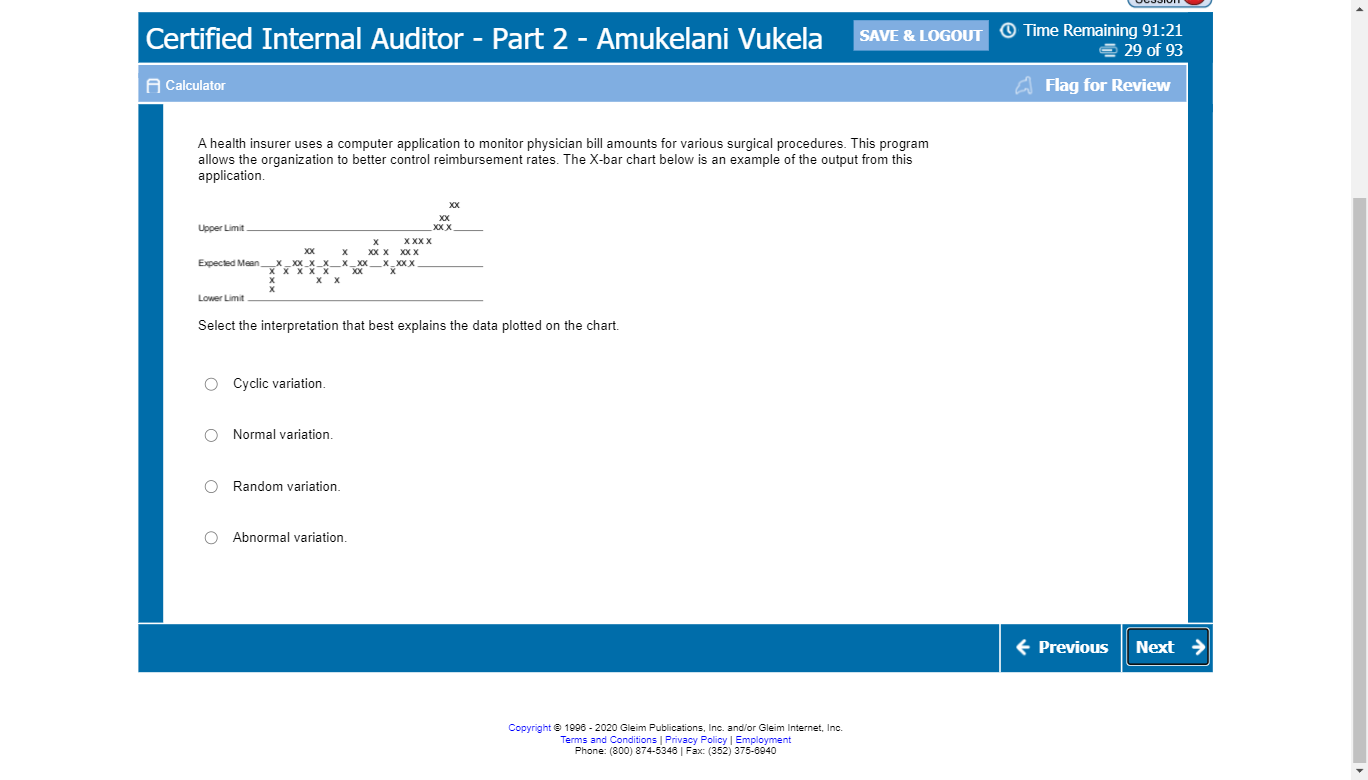 Certified Internal Auditor - Part 2 - Amukelani Vukela
SAVE & LOGOUT
Time Remaining 91:21
29 of 93
Calculator
Flag for Review
A health insurer uses a computer application to monitor physician bill amounts for various surgical procedures. This program
allows the organization to better control reimbursement rates. The X-bar chart below is an example of the output from this
application.
xx
xx
Upper Limit xx x
x x xx x
xx x xx x xx x
Expected Mean x xx x x x xx x xx x
x x x x x xx x
x x x
x
Lower Limit
Select the interpretation that best explains the data plotted on the chart.
Cyclic variation.
Normal variation.
Random variation.
Abnormal variation.
Previous
Next
Copyright © 1996 - 2020 Gleim Publications, Inc. and/or Gleim Internet, Inc.
Terms and Conditions | Privacy Policy | Employment
Phone: (800) 874-5346 | Fax: (352) 375-6940